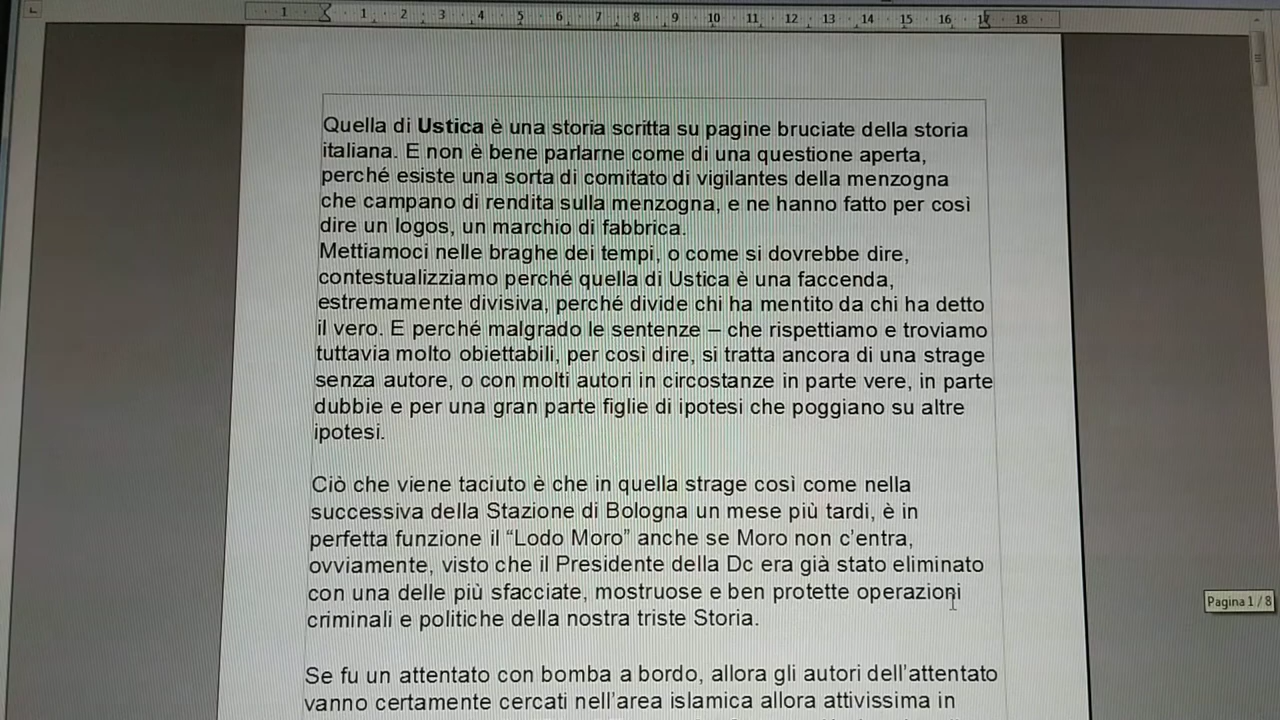 1 1 2 3 4 5 6 7 8 9 10 11 12 13 14 15 16 17 18
Quella di Ustica è una storia scritta su pagine bruciate della storia
italiana. E non è bene parlarne come di una questione aperta,
perché esiste una sorta di comitato di vigilantes della menzogna
che campano di rendita sulla menzogna, e ne hanno fatto per così
dire un logos, un marchio di fabbrica.
Mettiamoci nelle braghe dei tempi, o come si dovrebbe dire,
contestualizziamo perché quella di Ustica è una faccenda,
estremamente divisiva, perché divide chi ha mentito da chi ha detto
il vero. E perché malgrado le sentenze – che rispettiamo e troviamo
tuttavia molto obiettabili, per così dire, si tratta ancora di una strage
senza autore, o con molti autori in circostanze in parte vere, in parte
dubbie e per una gran parte figlie di ipotesi che poggiano su altre
ipotesi.
Ciò che viene taciuto è che in quella strage così come nella
successiva della Stazione di Bologna un mese più tardi, è in
perfetta funzione il “Lodo Moro” anche se Moro non c’entra,
ovviamente, visto che il Presidente della Dc era già stato eliminato
con una delle più sfacciate, mostruose e ben protette operazioni
criminali e politiche della nostra triste Storia.
Pagina 1 / 8
Se fu un attentato con bomba a bordo, allora gli autori dell’attentato
vanno certamente cercati nell’area islamica allora attivissima in